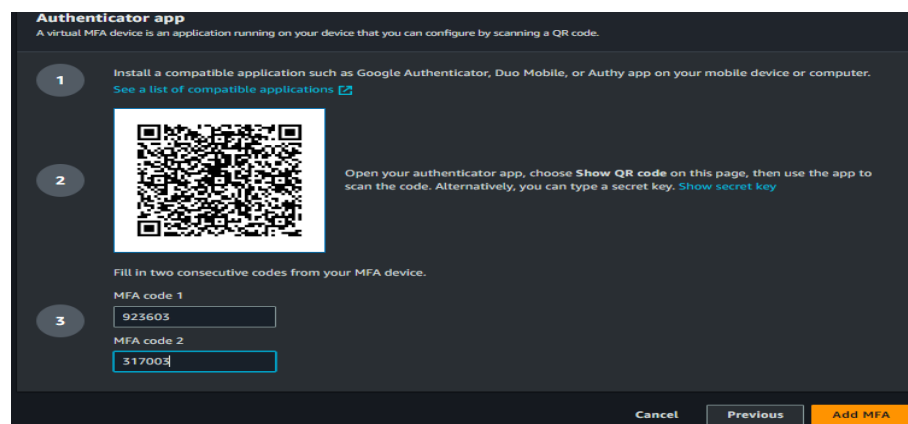 Authenticator app
A virtual MFA device is an application running on your device that you can configure by scanning a QR code.
1
Install a compatible application such as Google Authenticator, Duo Mobile, or Authy app on your mobile device or computer.
See a list of compatible applications
2
Open your authenticator app, choose Show QR code on this page, then use the app to
scan the code. Alternatively, you can type a secret key. Show secret key
Fill in two consecutive codes from your MFA device.
3
MFA code 1
923603
MFA code 2
317003
Cancel
Previous
Add MFA